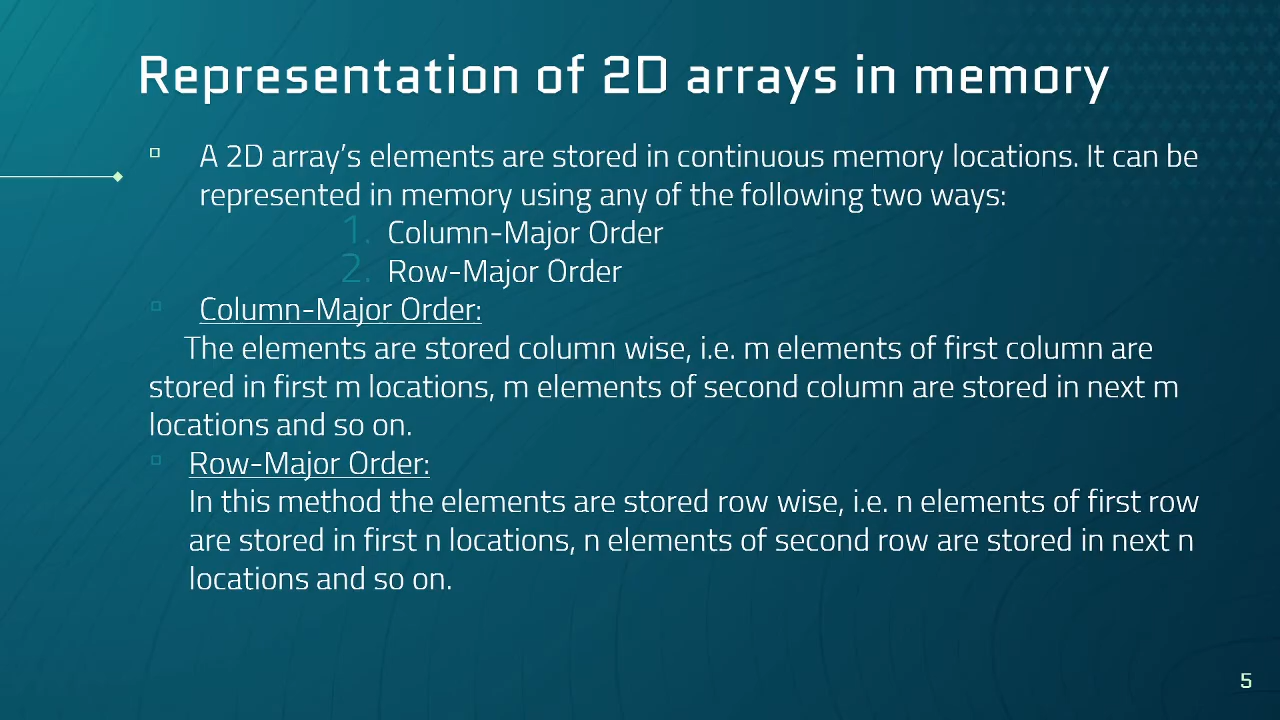 Representation of 2D arrays in memory
A 2D array’s elements are stored in continuous memory locations. It can be
represented in memory using any of the following two ways:
1. Column-Major Order
2. Row-Major Order
Column-Major Order:
The elements are stored column wise, i.e. m elements of first column are
stored in first m locations, m elements of second column are stored in next m
locations and so on.
Row-Major Order:
In this method the elements are stored row wise, i.e. n elements of first row
are stored in first n locations, n elements of second row are stored in next n
locations and so on.
5